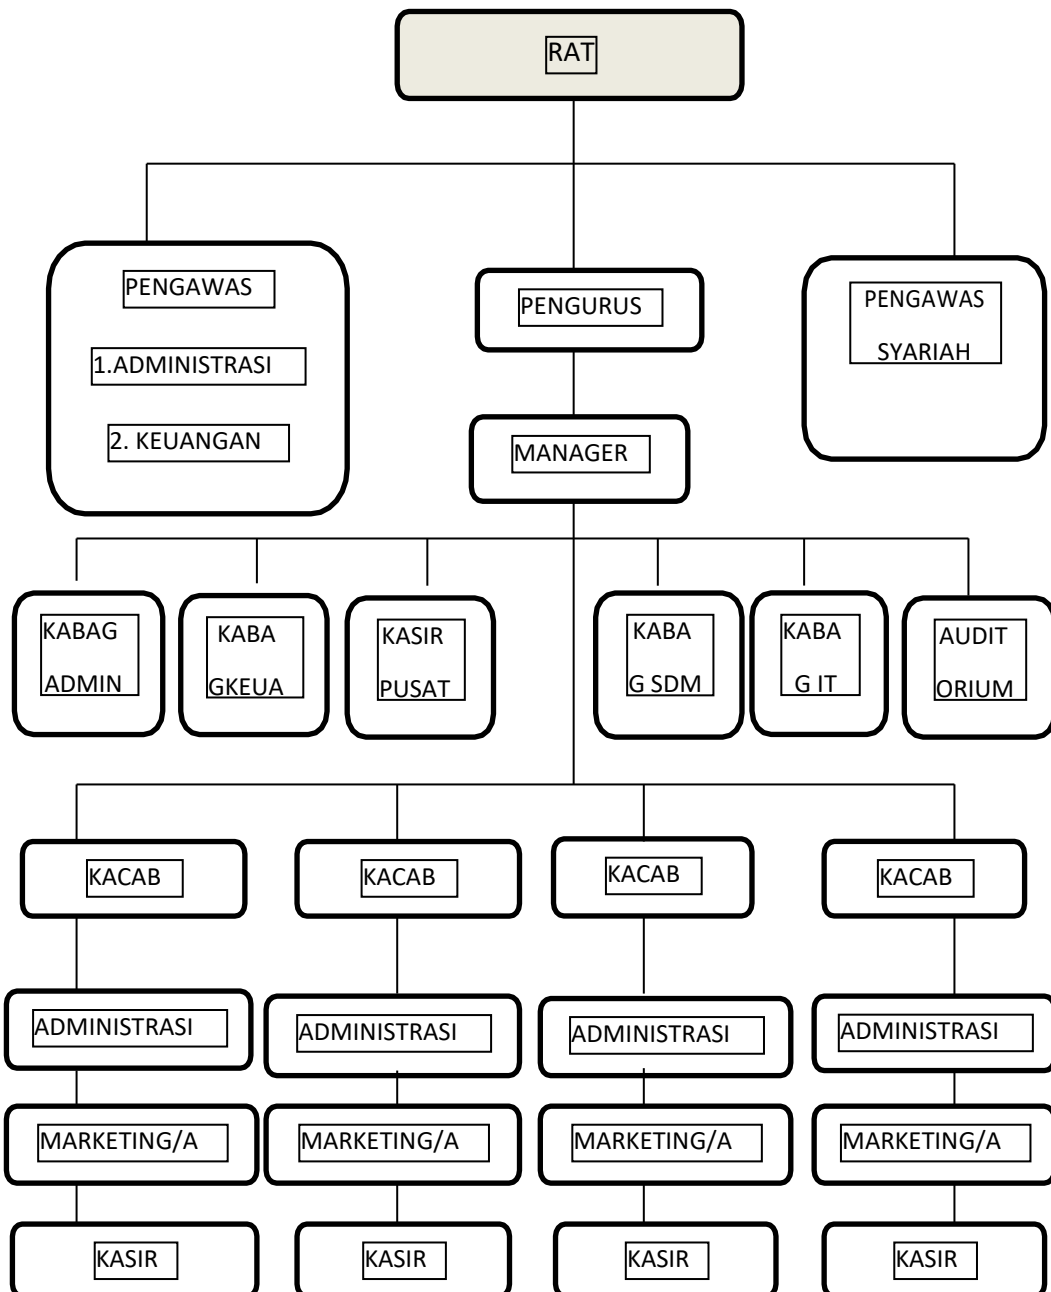 RAT
PENGAWAS
1.ADMINISTRASI
2. KEUANGAN
PENGURUS
PENGAWAS
SYARIAH
MANAGER
KABAG
ADMIN
KABA
GKEUA
KASIR
PUSAT
KABA
G SDM
KABA
G IT
AUDIT
ORIUM
KACAB
KACAB
KACAB
KACAB
ADMINISTRASI
ADMINISTRASI
ADMINISTRASI
ADMINISTRASI
MARKETING/A
MARKETING/A
MARKETING/A
MARKETING/A
KASIR
KASIR
KASIR
KASIR